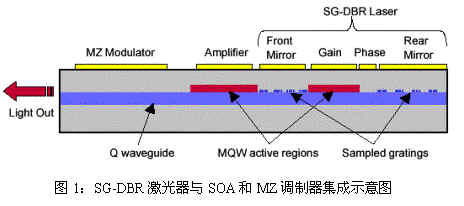 SG-DBR Laser
MZ Modulator Amplifier Front Mirror Gain Phase Rear Mirror
Light Out
Q waveguide MQW active regions Sampled gratings
图 1：SG-DBR 激光器与 SOA 和 MZ 调制器集成示意图